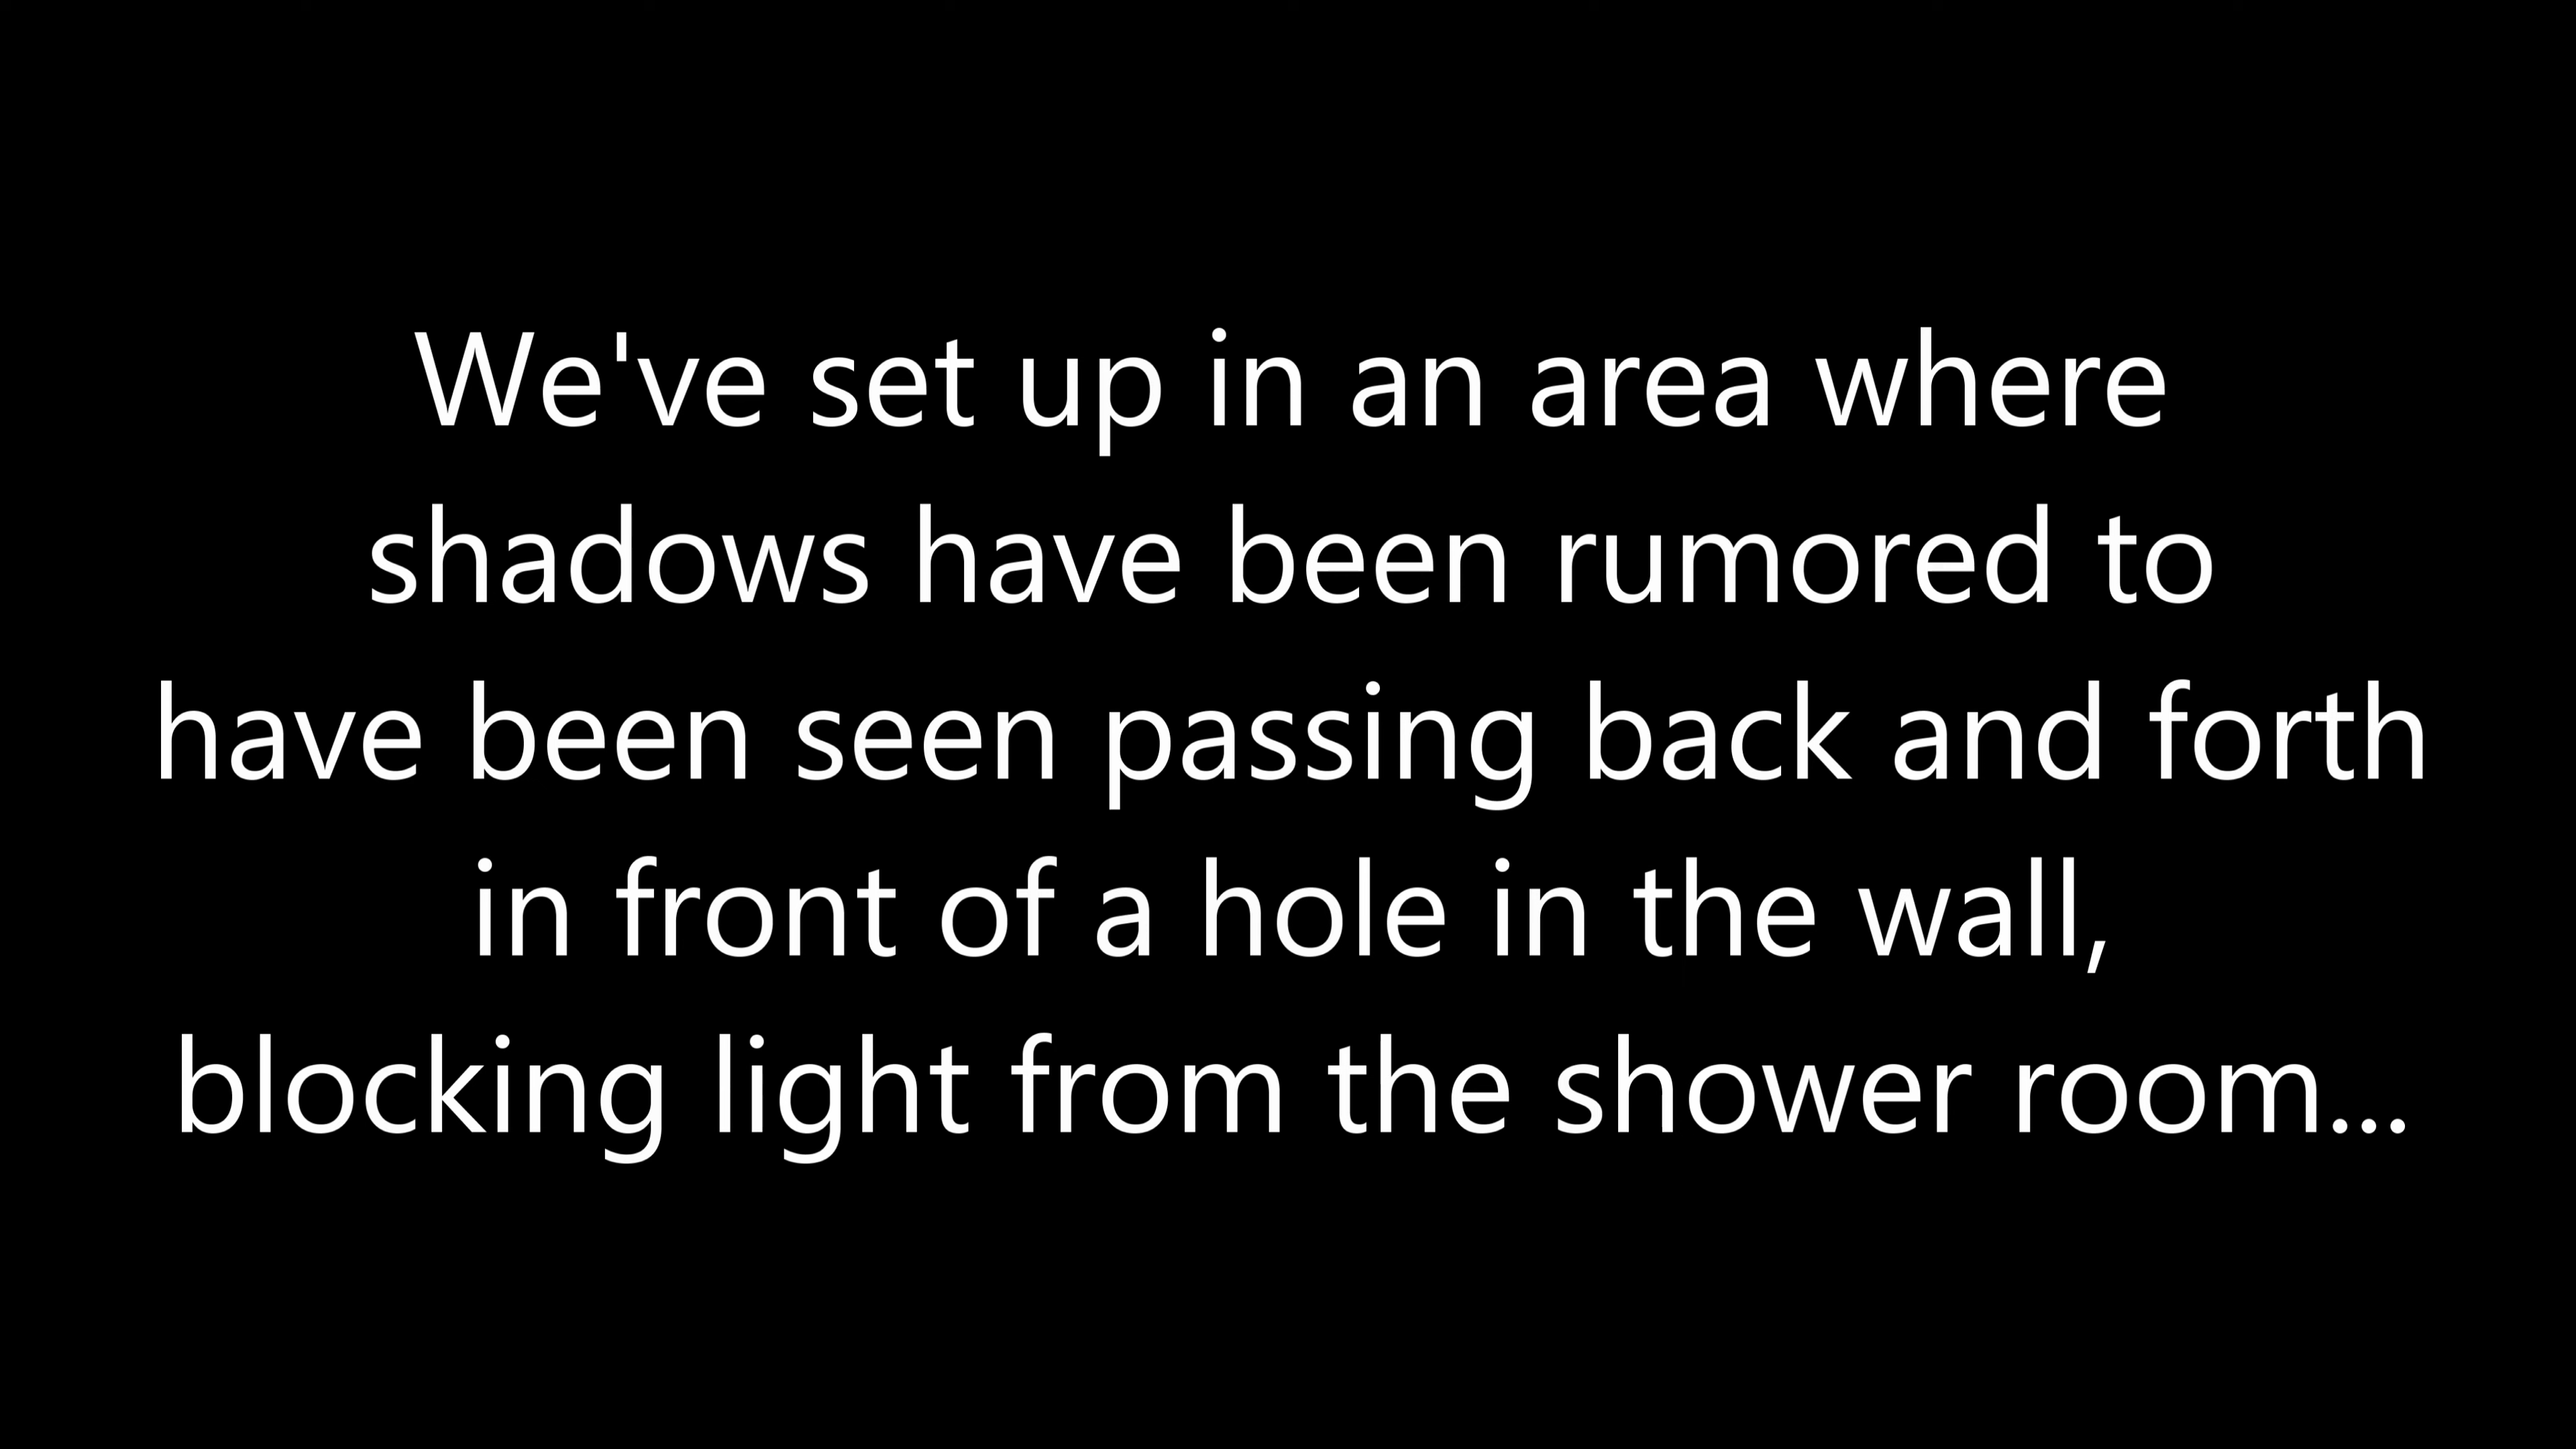 We've set up in an area where
shadows have been rumored to
have been seen passing back and forth
in front of a hole in the wall,
blocking light from the shower room...